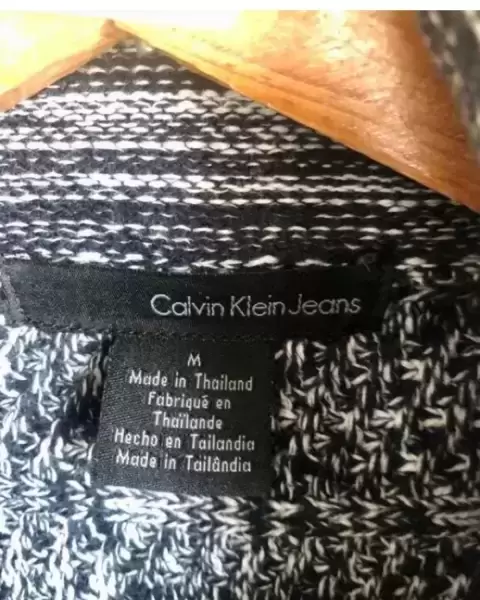 Calvin Klein Jeans
M
Made in Thailand
Fabriqué en
Thaïlande
Hecho en Tailandia
Made in Tailândia